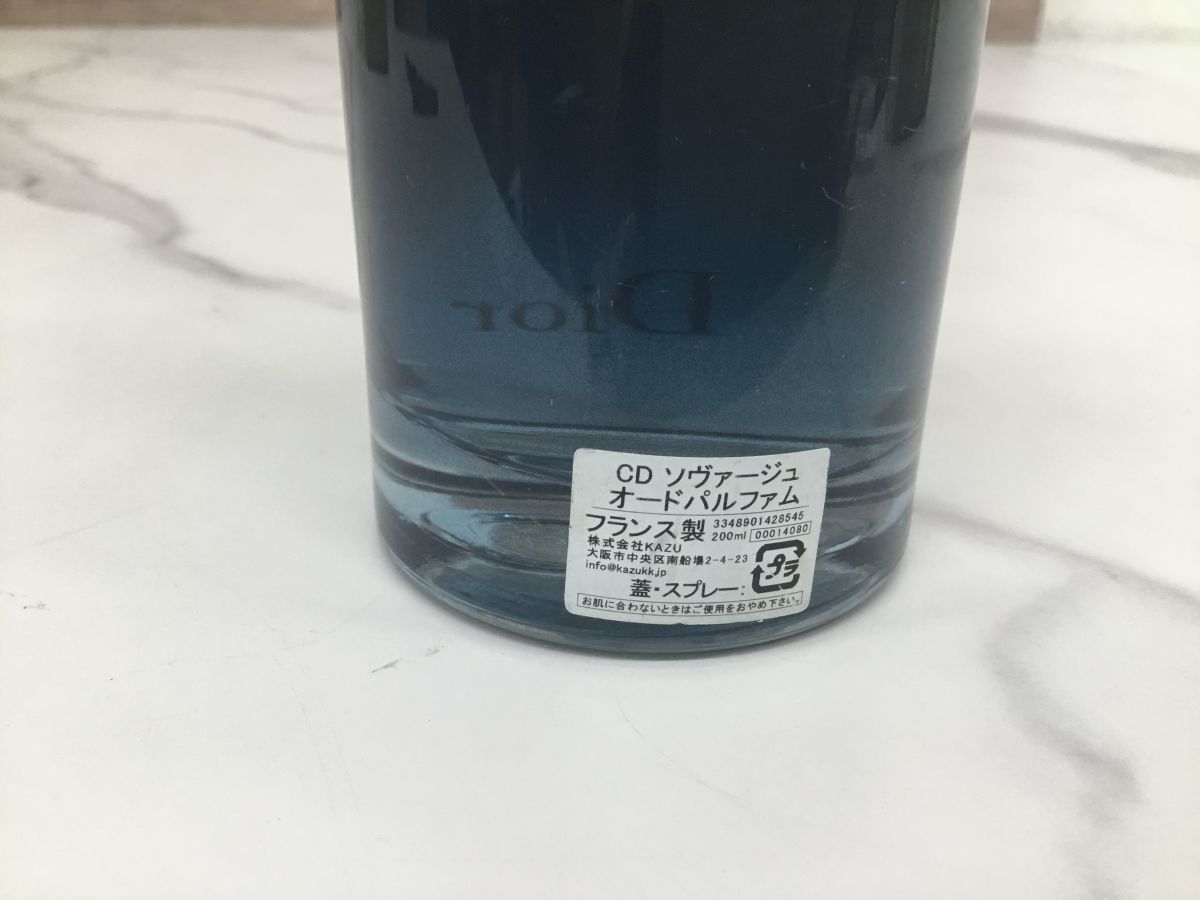 Dior
CD ソヴァージュ
オードパルファム
フランス製 3348901428545
200ml 00014080
株式会社KAZU
大阪市中央区南船場2-4-23
info@kazukk.jp
プラ
蓋・スプレー:
お肌に合わないときはご使用をおやめ下さい。